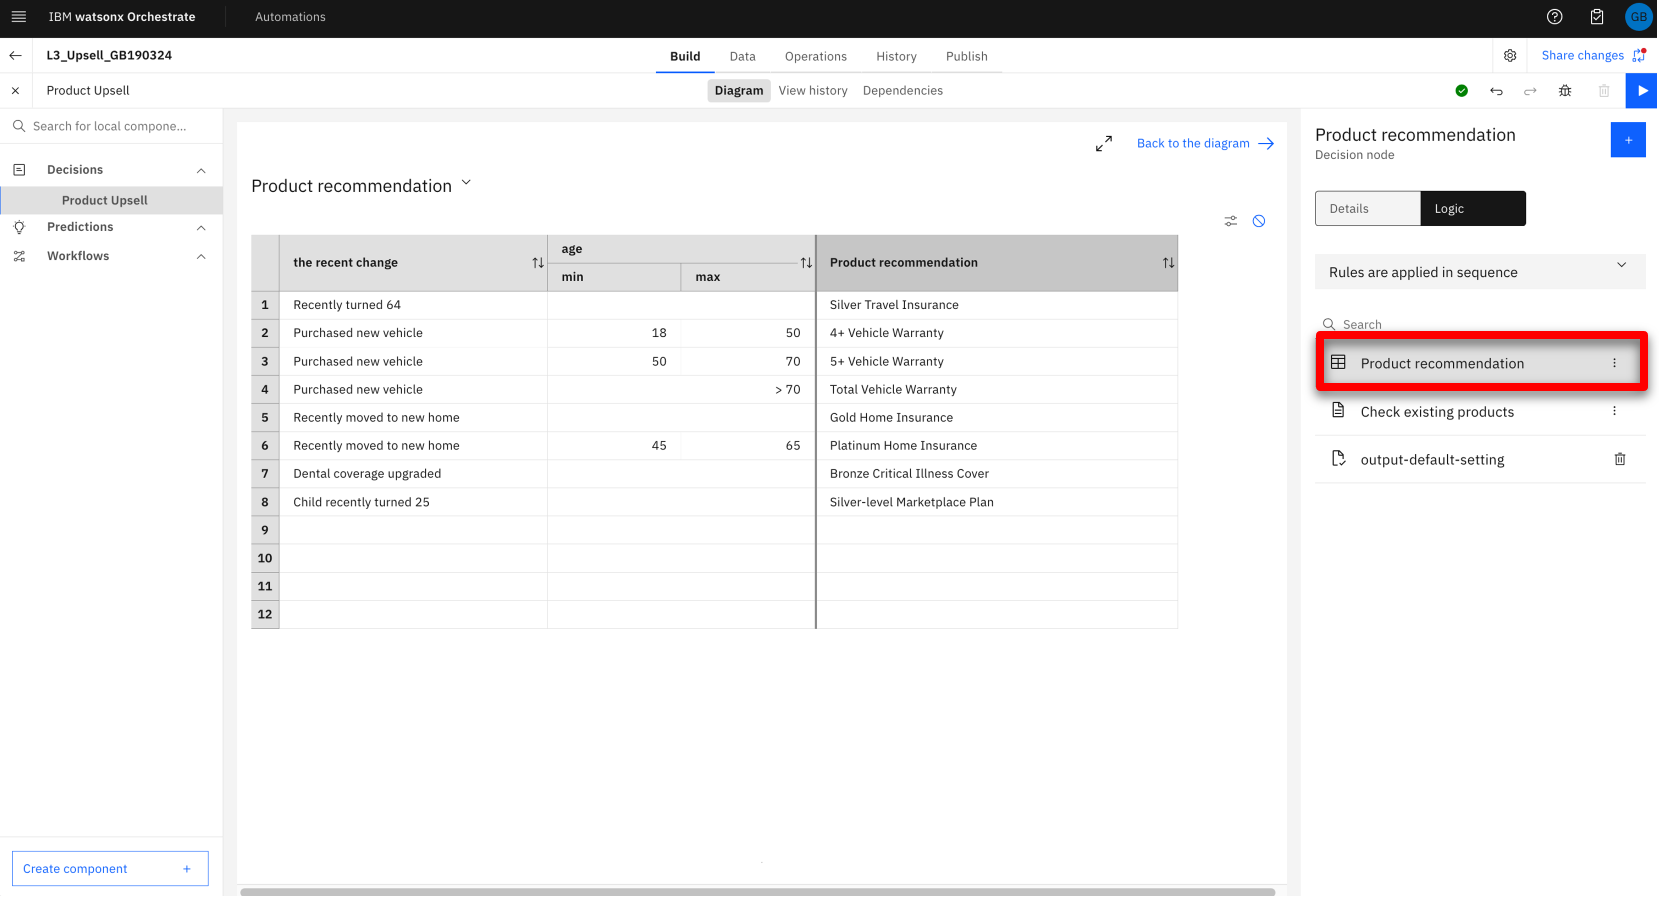 IBM watsonx Orchestrate
Automations
GB
L3_Upsell_GB190324
Build
Data
Operations
History
Publish
Share changes
Product Upsell
Diagram
View history
Dependencies
Search for local compone...
Decisions
Product Upsell
Predictions
Workflows
Create component +
Back to the diagram
Product recommendation
the recent change
age
min
max
Product recommendation
1 Recently turned 64 Silver Travel Insurance
2 Purchased new vehicle 18 50 4+ Vehicle Warranty
3 Purchased new vehicle 50 70 5+ Vehicle Warranty
4 Purchased new vehicle > 70 Total Vehicle Warranty
5 Recently moved to new home Gold Home Insurance
6 Recently moved to new home 45 65 Platinum Home Insurance
7 Dental coverage upgraded Bronze Critical Illness Cover
8 Child recently turned 25 Silver-level Marketplace Plan
9
10
11
12
Product recommendation
Decision node
+
Details
Logic
Rules are applied in sequence
Search
Product recommendation
Check existing products
output-default-setting